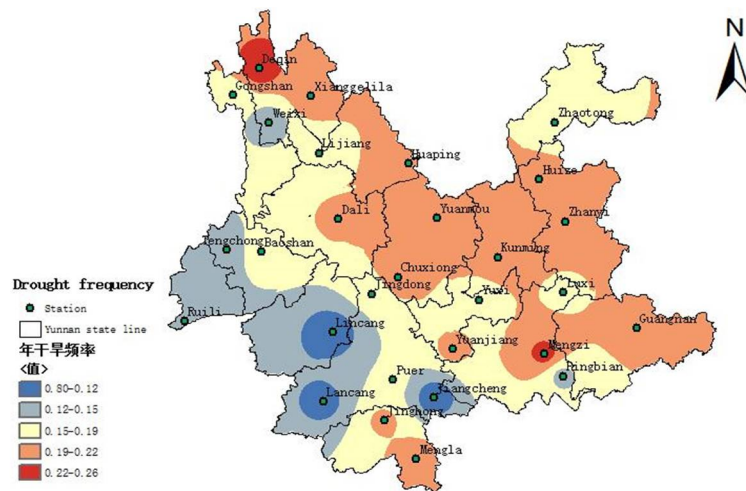 N
Deqin
Gongshan
Xianggelila
Weixi
Zhaotong
Lijiang
Huaping
Huize
Dali
Yuanmou
Zhanyi
Tengchong
Baoshan
Kunming
Chuxiong
Jingdong
Yuxi
Luxi
Ruili
Lincang
Guangnan
Yuanjiang
Mengzi
Puer
Pingbian
Lancang
Jiangcheng
Jinghong
Mengla
Drought frequency
Station
Yunnan state line
年干旱频率
<值>
0.80-0.12
0.12-0.15
0.15-0.19
0.19-0.22
0.22-0.26